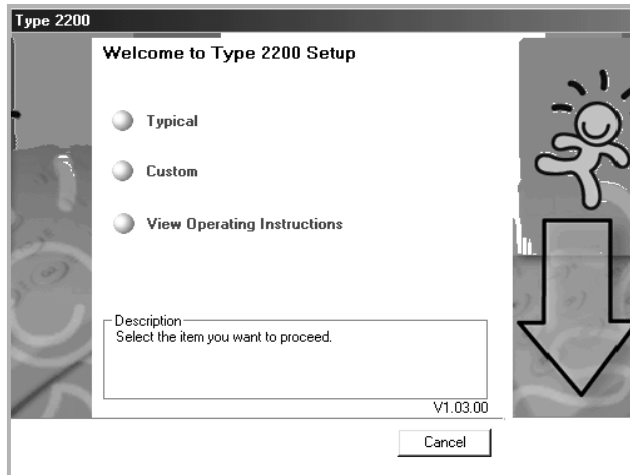 Type 2200
Welcome to Type 2200 Setup
Typical
Custom
View Operating Instructions
Description
Select the item you want to proceed.
V1.03.00
Cancel